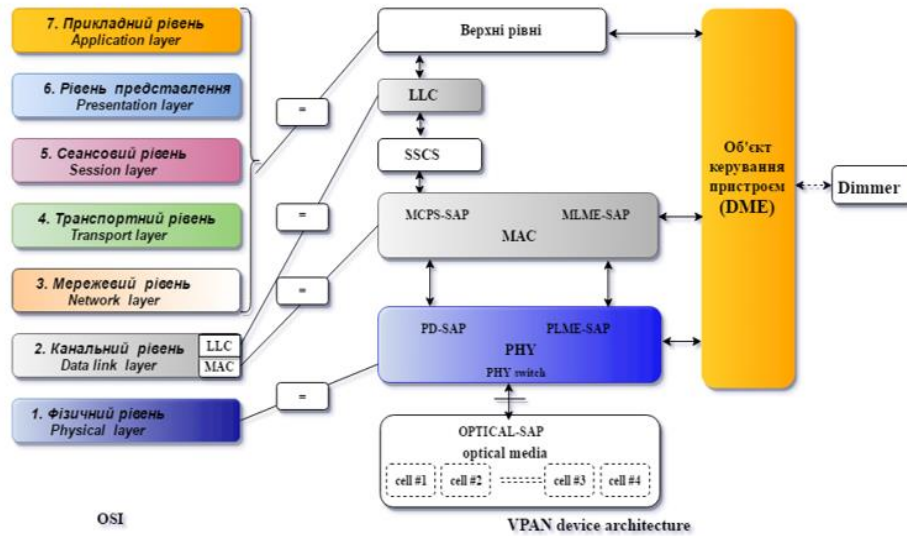 7. Прикладний рівень
Application layer
6. Рівень представлення
Presentation layer
5. Сеансовий рівень
Session layer
4. Транспортний рівень
Transport layer
3. Мережевий рівень
Network layer
2. Канальний рівень
Data link layer
LLC
MAC
1. Фізичний рівень
Physical layer
OSI
=
=
=
=
Верхні рівні
LLC
SSCS
MCPS-SAP MLME-SAP
MAC
PD-SAP PLME-SAP
PHY
PHY switch
OPTICAL-SAP
optical media
cell #1 cell #2 cell #3 cell #4
VPAN device architecture
Об'єкт
керування
пристроєм
(DME)
Dimmer